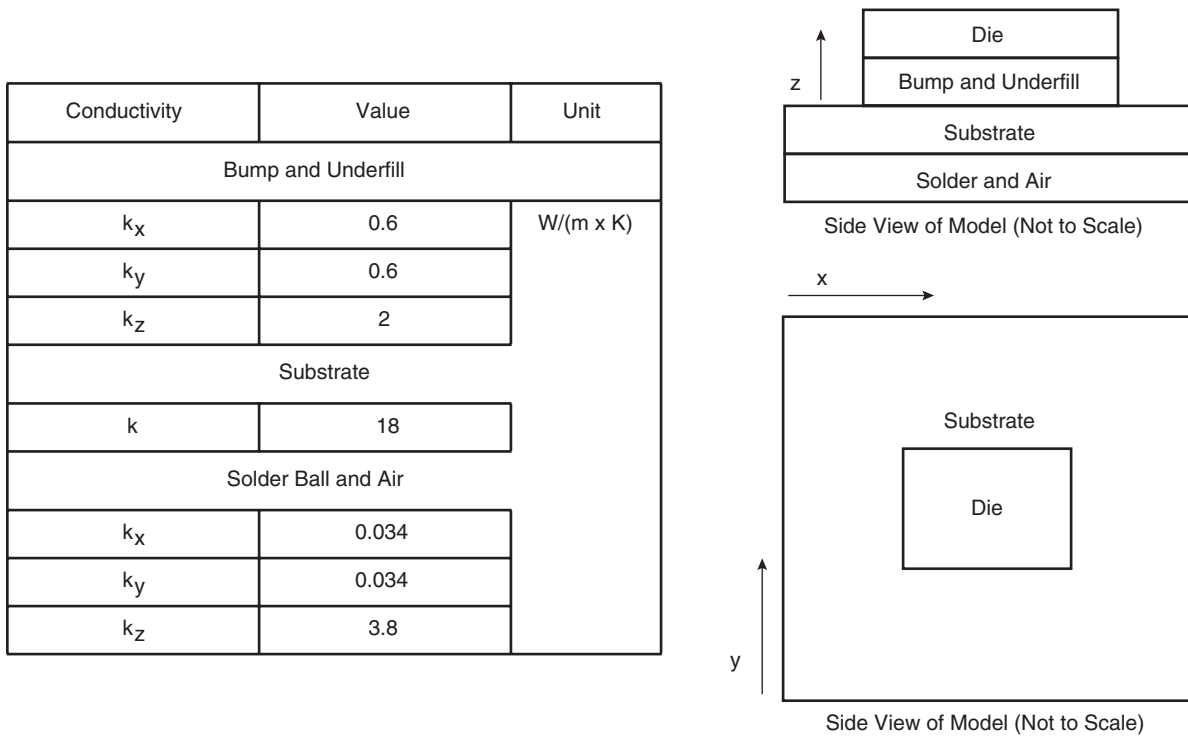 Conductivity Value Unit
Bump and Underfill
kx 0.6 W/(m x K)
ky 0.6
kz 2
Substrate
k 18
Solder Ball and Air
kx 0.034
ky 0.034
kz 3.8
z
Die
Bump and Underfill
Substrate
Solder and Air
Side View of Model (Not to Scale)
x
Substrate
Die
y
Side View of Model (Not to Scale)